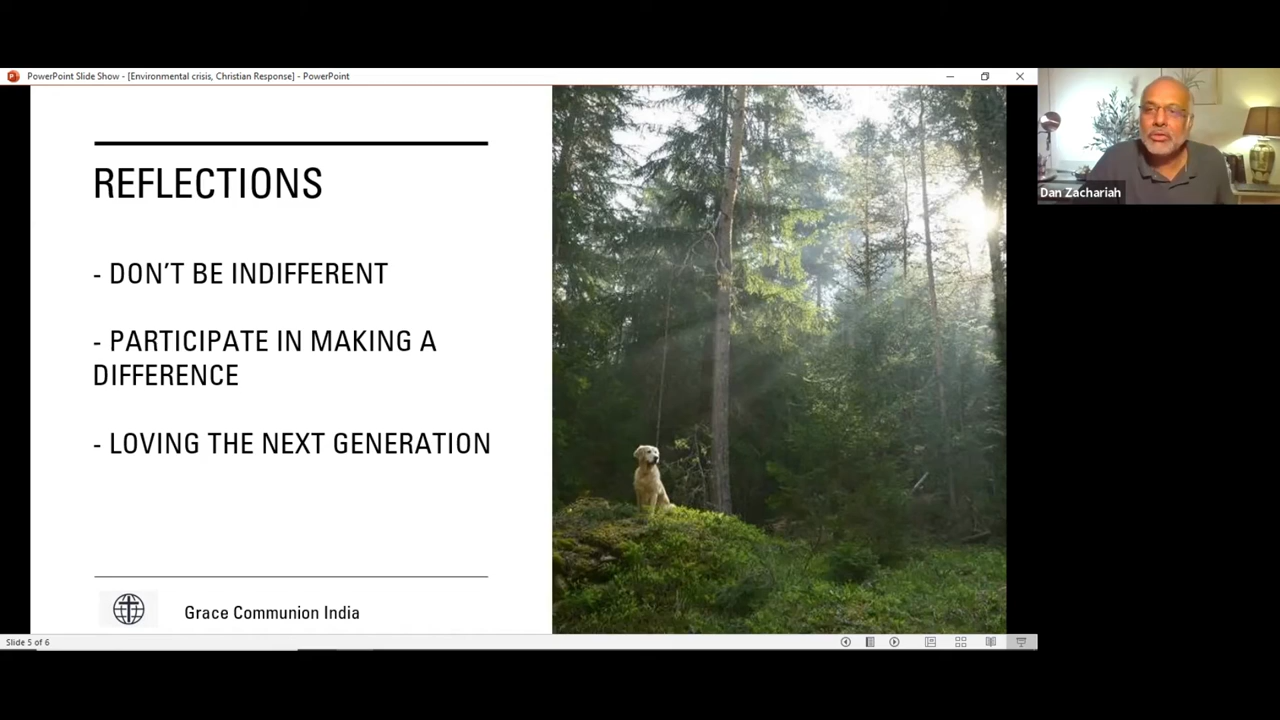 PowerPoint Slide Show - [Environmental crisis, Christian Response] - PowerPoint
REFLECTIONS
- DON’T BE INDIFFERENT
- PARTICIPATE IN MAKING A
DIFFERENCE
- LOVING THE NEXT GENERATION
Grace Communion India
Slide 5 of 6
Dan Zachariah